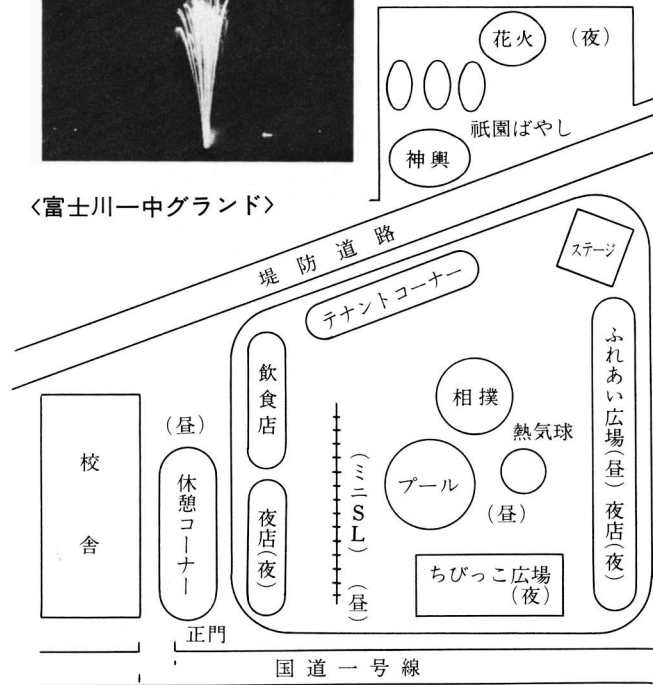 花火 (夜)
祇園ばやし
神輿
〈富士川一中グランド〉
堤防道路
ステージ
テナントコーナー
飲食店
ふれあい広場(昼) 夜店(夜)
相撲
熱気球
(昼)
プール
(ミニSL) (昼)
校舎
(昼)
休憩コーナー
夜店(夜)
ちびっこ広場
(夜)
正門
国道一号線